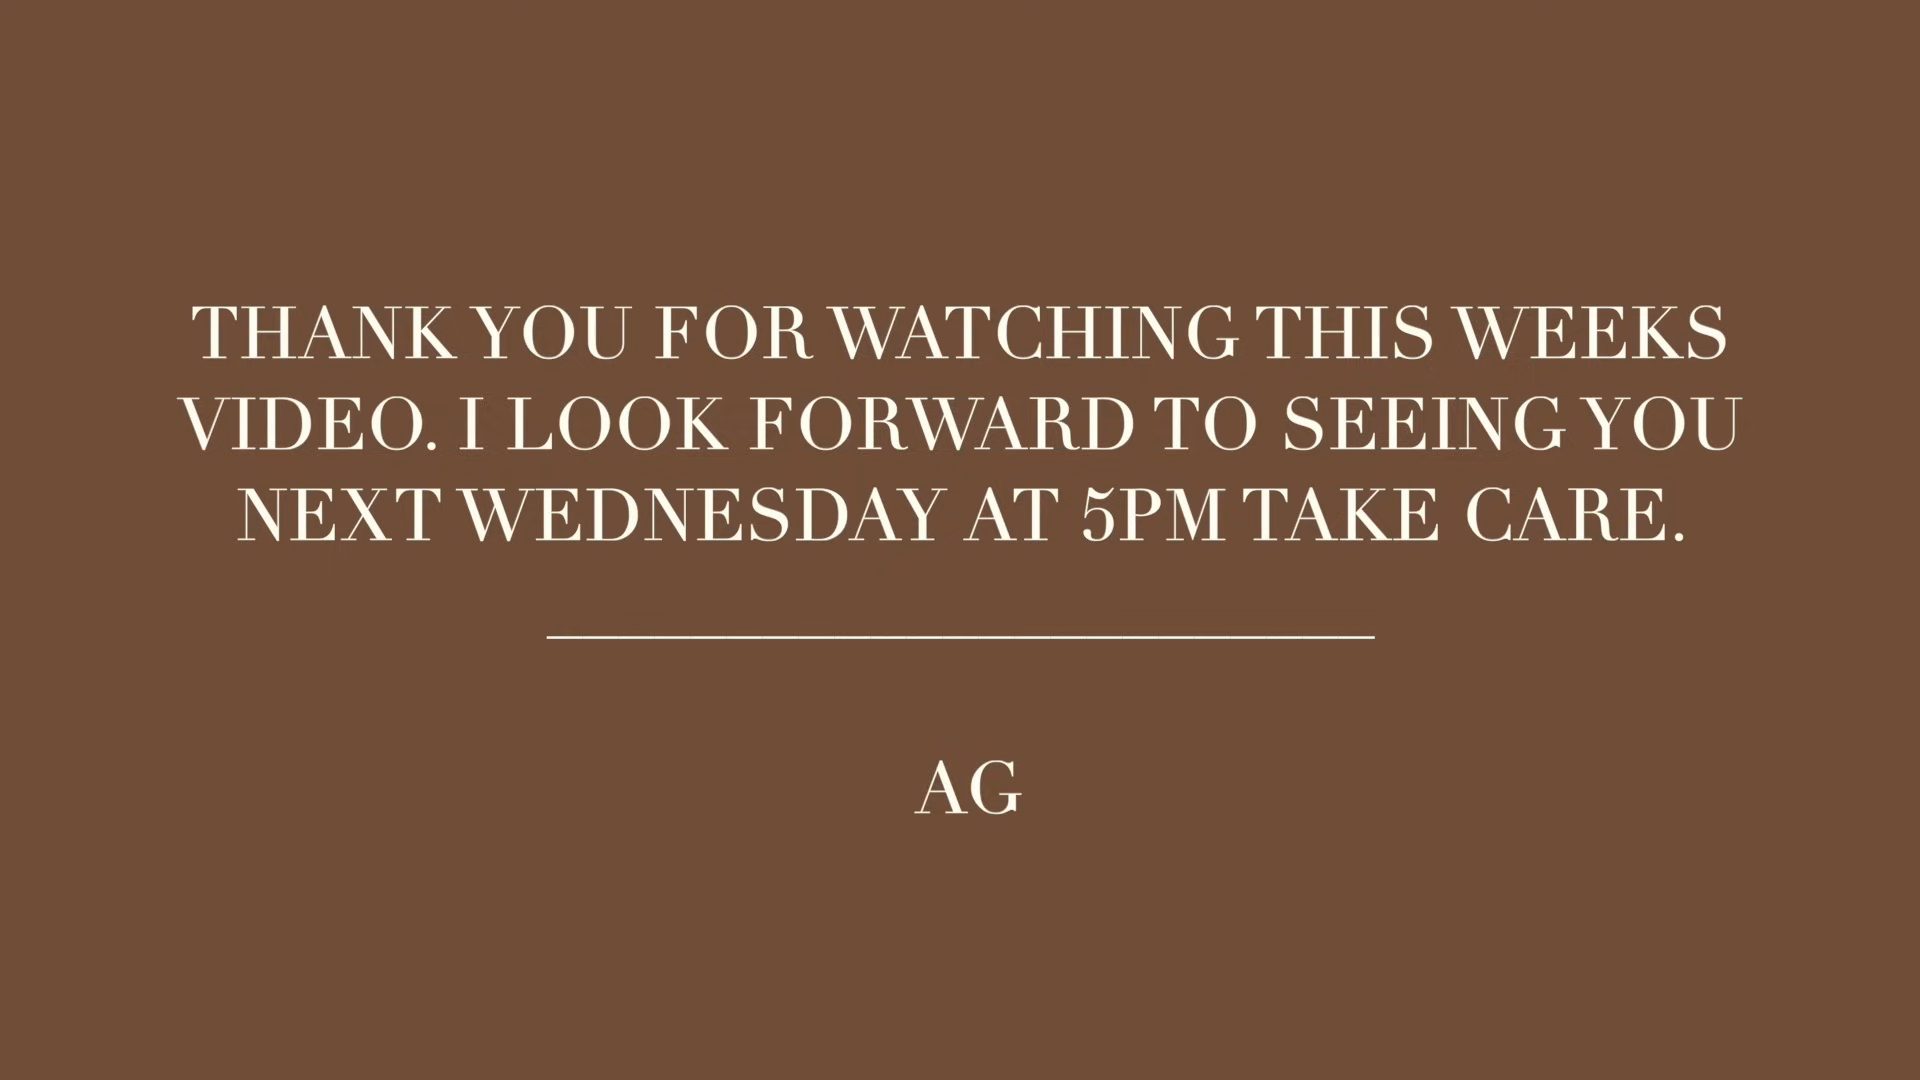 THANK YOU FOR WATCHING THIS WEEKS
VIDEO. I LOOK FORWARD TO SEEING YOU
NEXT WEDNESDAY AT 5PM TAKE CARE.
AG